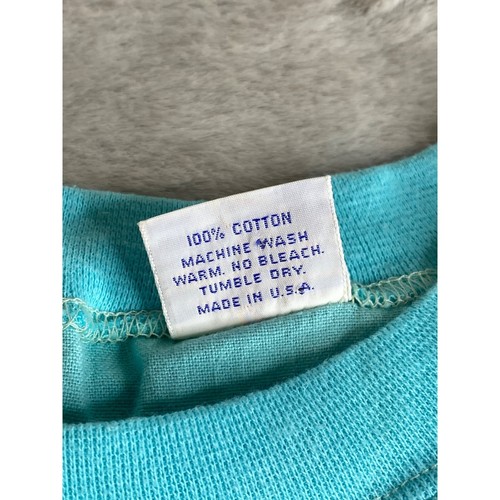 100% COTTON
MACHINE WASH
WARM. NO BLEACH.
TUMBLE DRY.
MADE IN U.S.A.